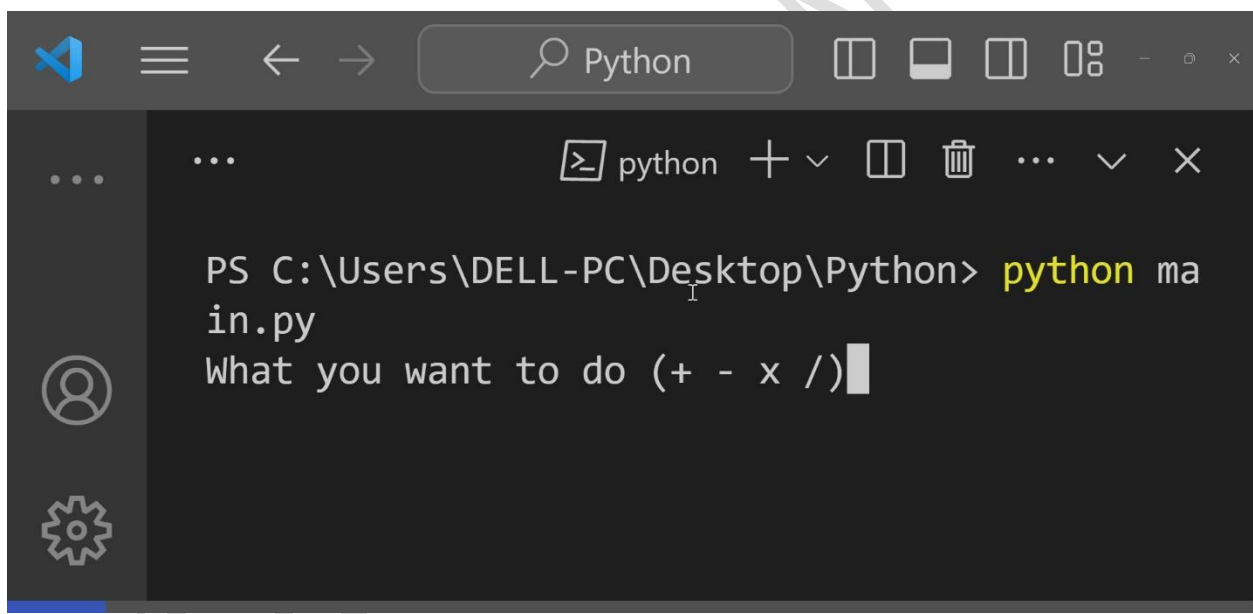 Python
python
PS C:\Users\DELL-PC\Desktop\Python> python ma
in.py
What you want to do (+ - x /)